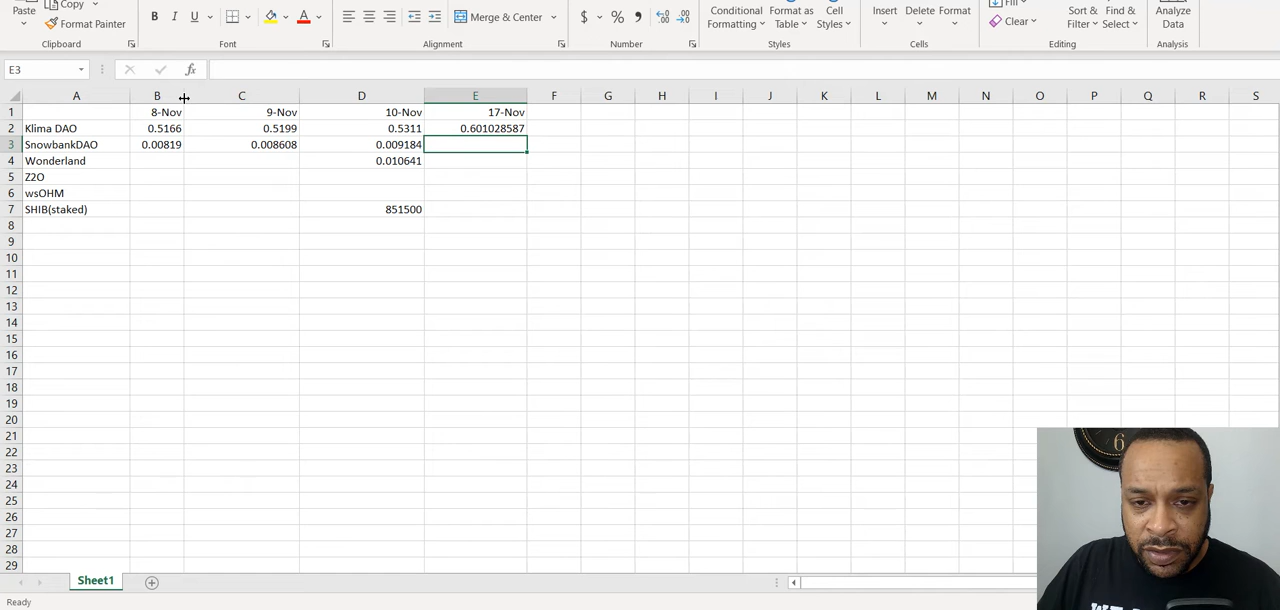 Paste
Copy
Format Painter
Clipboard
B I U
A
Font
Merge & Center
Alignment
$ % 9
Number
Conditional Formatting
Format as Table
Cell Styles
Styles
Insert
Delete
Format
Cells
Fill
Clear
Sort & Filter
Find & Select
Editing
Analyze Data
Analysis
E3
fx
A B C D E F G H I J K L M N O P Q R S
1 8-Nov 9-Nov 10-Nov 17-Nov
2 Klima DAO 0.5166 0.5199 0.5311 0.601028587
3 SnowbankDAO 0.00819 0.008608 0.009184
4 Wonderland 0.010641
5 Z2O
6 wsOHM
7 SHIB(staked) 851500
8
9
10
11
12
13
14
15
16
17
18
19
20
21
22
23
24
25
26
27
28
29
6
Sheet1
Ready